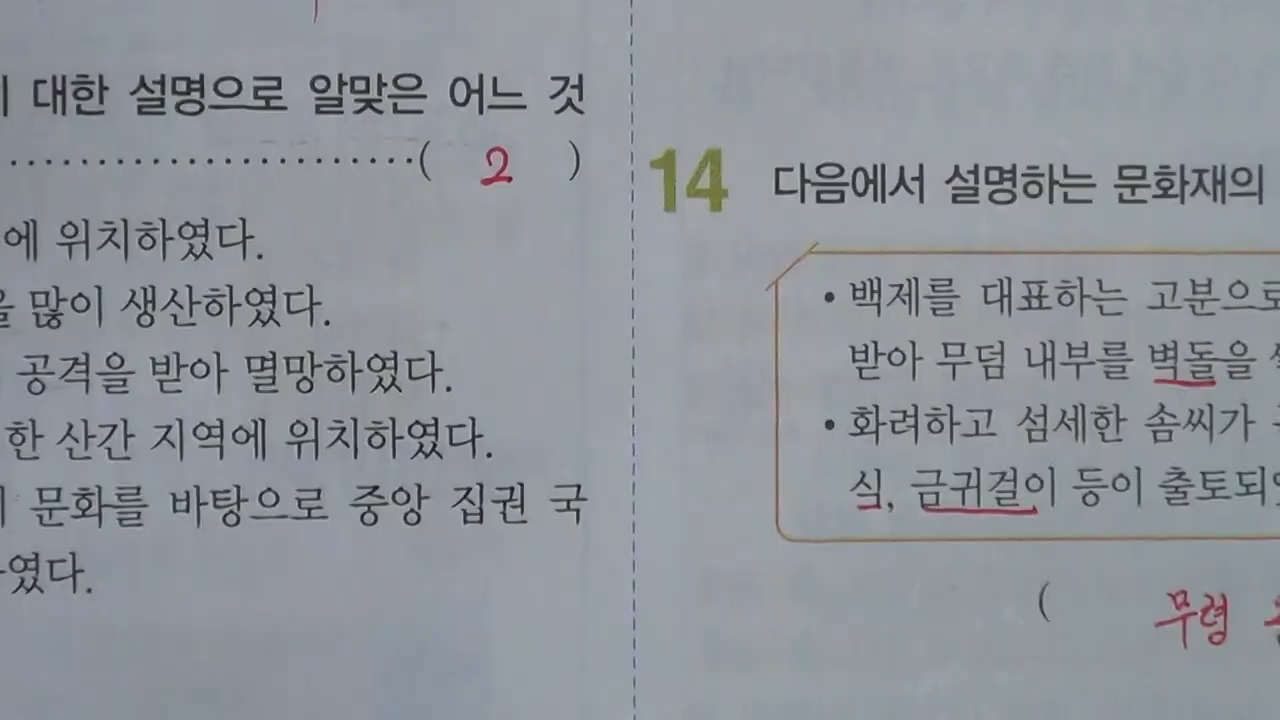 대한 설명으로 알맞은 어느 것
( 2 )
에 위치하였다.
많이 생산하였다.
공격을 받아 멸망하였다.
한 산간 지역에 위치하였다.
문화를 바탕으로 중앙 집권 국
였다.
14 다음에서 설명하는 문화재의
• 백제를 대표하는 고분으로
받아 무덤 내부를 벽돌을
• 화려하고 섬세한 솜씨가
식, 금귀걸이 등이 출토되
( 무령